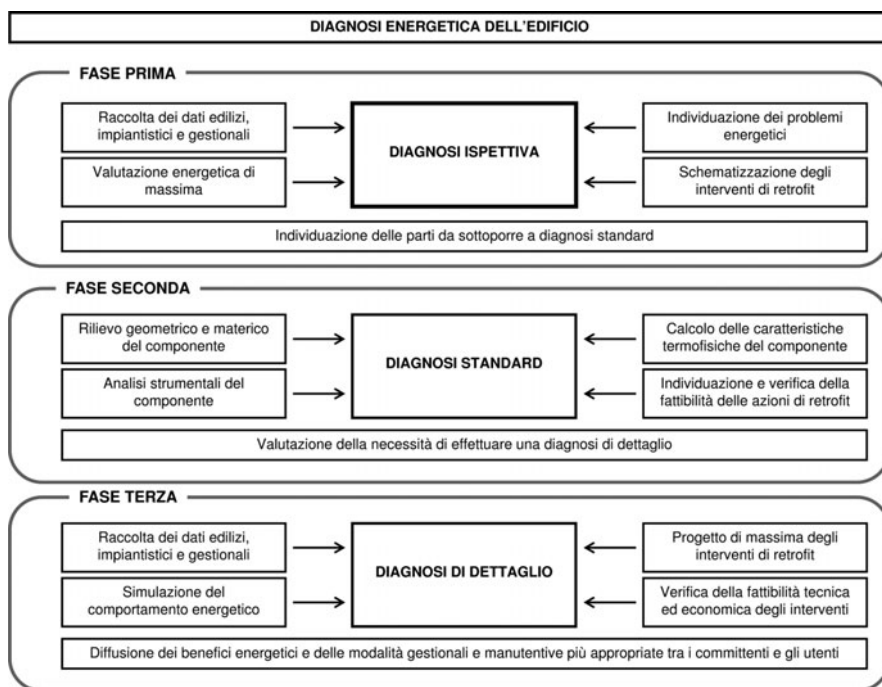 DIAGNOSI ENERGETICA DELL'EDIFICIO
FASE PRIMA
Raccolta dei dati edilizi,
impiantistici e gestionali
Valutazione energetica di
massima
DIAGNOSI ISPETTIVA
Individuazione dei problemi
energetici
Schematizzazione degli
interventi di retrofit
Individuazione delle parti da sottoporre a diagnosi standard
FASE SECONDA
Rilievo geometrico e materico
del componente
Analisi strumentali del
componente
DIAGNOSI STANDARD
Calcolo delle caratteristiche
termofisiche del componente
Individuazione e verifica della
fattibilità delle azioni di retrofit
Valutazione della necessità di effettuare una diagnosi di dettaglio
FASE TERZA
Raccolta dei dati edilizi,
impiantistici e gestionali
Simulazione del
comportamento energetico
DIAGNOSI DI DETTAGLIO
Progetto di massima degli
interventi di retrofit
Verifica della fattibilità tecnica
ed economica degli interventi
Diffusione dei benefici energetici e delle modalità gestionali e manutentive più appropriate tra i committenti e gli utenti